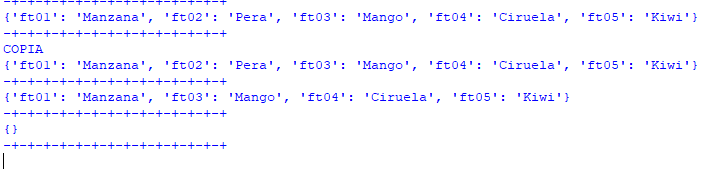 -+-+-+-+-+-+-+-+-+-+-+-+-+-+
{'ft01': 'Manzana', 'ft02': 'Pera', 'ft03': 'Mango', 'ft04': 'Ciruela', 'ft05': 'Kiwi'}
-+-+-+-+-+-+-+-+-+-+-+-+-+-+
COPIA
{'ft01': 'Manzana', 'ft02': 'Pera', 'ft03': 'Mango', 'ft04': 'Ciruela', 'ft05': 'Kiwi'}
-+-+-+-+-+-+-+-+-+-+-+-+-+-+
{'ft01': 'Manzana', 'ft03': 'Mango', 'ft04': 'Ciruela', 'ft05': 'Kiwi'}
-+-+-+-+-+-+-+-+-+-+-+-+-+-+
{}
-+-+-+-+-+-+-+-+-+-+-+-+-+-+